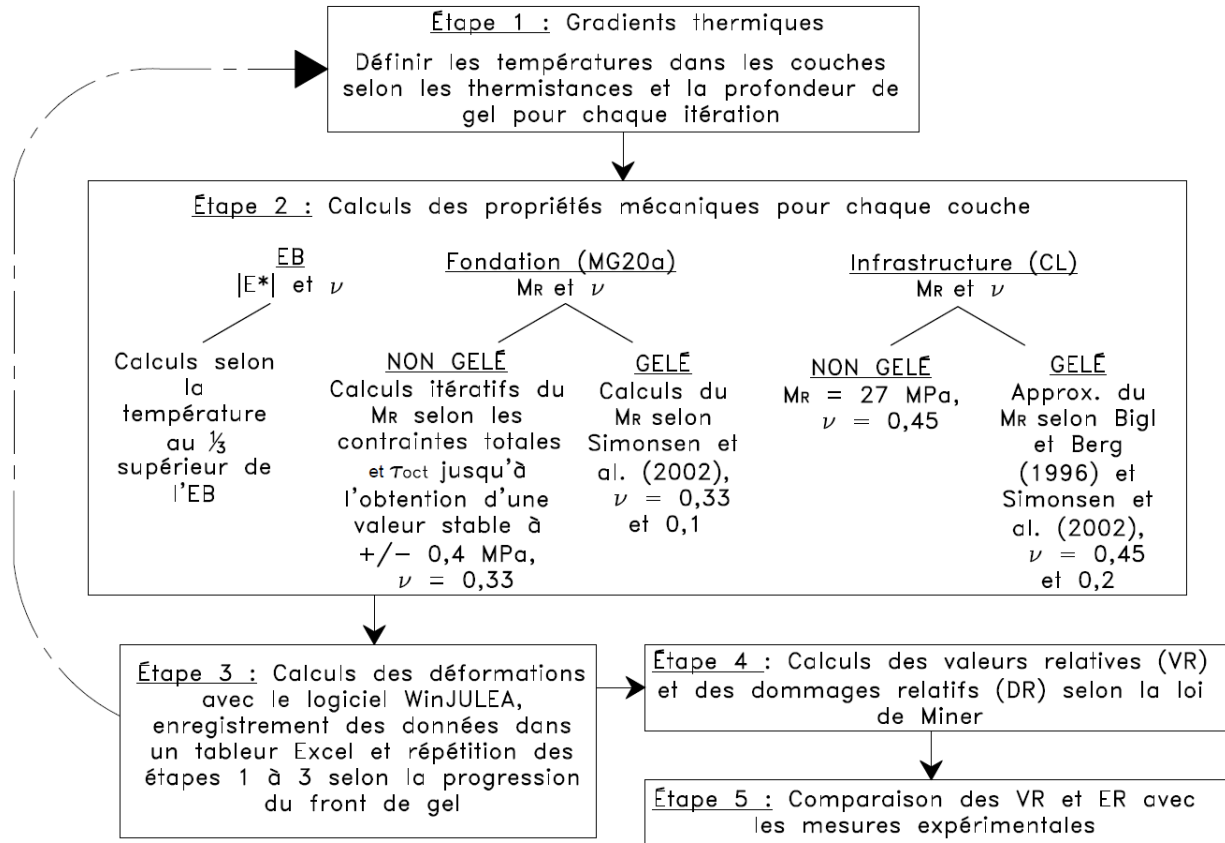 Étape 1 : Gradients thermiques
Définir les températures dans les couches
selon les thermistances et la profondeur de
gel pour chaque itération
Étape 2 : Calculs des propriétés mécaniques pour chaque couche
EB
|E*| et ν
Calculs selon
la
température
au ⅓
supérieur de
l'EB
Fondation (MG20a)
MR et ν
NON GELÉ
Calculs itératifs du
MR selon les
contraintes totales
et τoct jusqu'à
l'obtention d'une
valeur stable à
+/− 0,4 MPa,
ν = 0,33
GELÉ
Calculs du
MR selon
Simonsen et
al. (2002),
ν = 0,33
et 0,1
Infrastructure (CL)
MR et ν
NON GELÉ
MR = 27 MPa,
ν = 0,45
GELÉ
Approx. du
MR selon Bigl
et Berg
(1996) et
Simonsen et
al. (2002),
ν = 0,45
et 0,2
Étape 3 : Calculs des déformations
avec le logiciel WinJULEA,
enregistrement des données dans
un tableur Excel et répétition des
étapes 1 à 3 selon la progression
du front de gel
Étape 4 : Calculs des valeurs relatives (VR)
et des dommages relatifs (DR) selon la loi
de Miner
Étape 5 : Comparaison des VR et ER avec
les mesures expérimentales